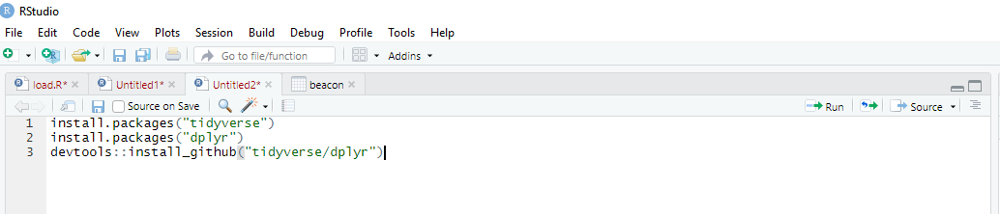 RStudio
File Edit Code View Plots Session Build Debug Profile Tools Help
Go to file/function Addins
load.R* Untitled1* Untitled2* beacon
Source on Save Run Source
1 install.packages("tidyverse")
2 install.packages("dplyr")
3 devtools::install_github("tidyverse/dplyr")